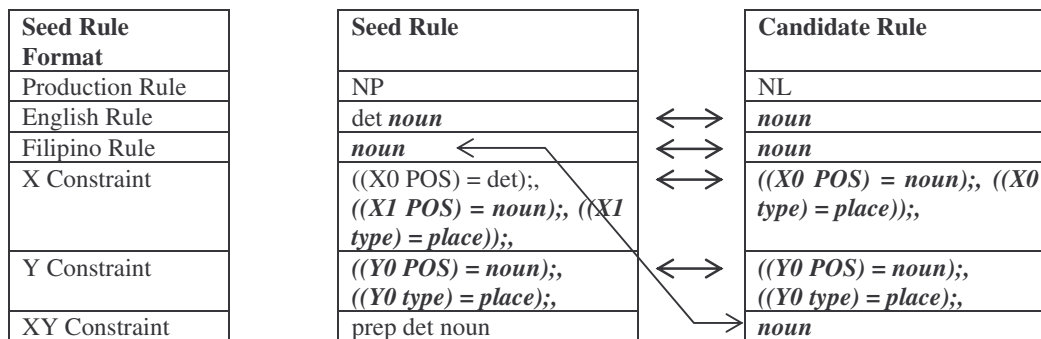 Seed Rule
Format
Seed Rule
Candidate Rule
Production Rule
NP
NL
English Rule
det noun
noun
Filipino Rule
noun
noun
X Constraint
((X0 POS) = det);,
((X1 POS) = noun);, ((X1
type) = place));,
((X0 POS) = noun);, ((X0
type) = place));,
Y Constraint
((Y0 POS) = noun);,
((Y0 type) = place);,
((Y0 POS) = noun);,
((Y0 type) = place);,
XY Constraint
prep det noun
noun